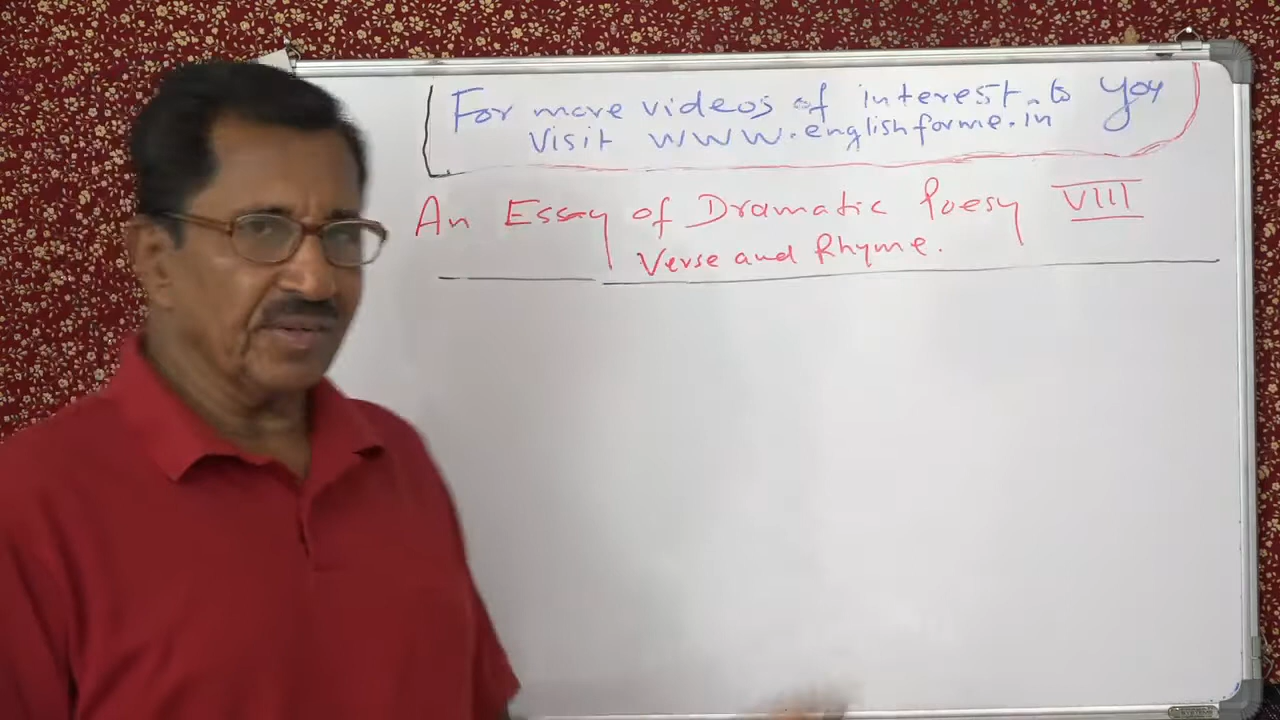 For more videos of interest to you
visit www.englishforme.in
An Essay of Dramatic Poesy VIII
Verse and Rhyme.